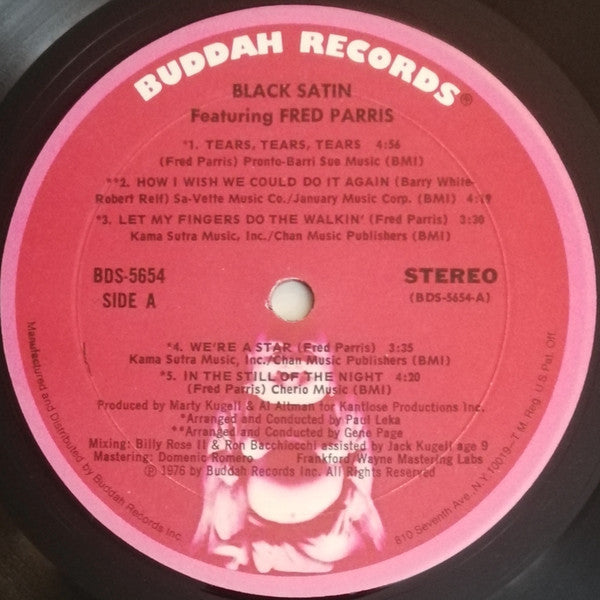 BUDDAH RECORDS®
BLACK SATIN
Featuring FRED PARRIS
*1. TEARS, TEARS, TEARS 4:56
(Fred Parris) Pronto-Barri Sue Music (BMI)
**2. HOW I WISH WE COULD DO IT AGAIN (Barry White-
Robert Relf) Sa-Vette Music Co./January Music Corp. (BMI) 4:19
*3. LET MY FINGERS DO THE WALKIN' (Fred Parris) 3:30
Kama Sutra Music, Inc./Chan Music Publishers (BMI)
BDS-5654
SIDE A
STEREO
(BDS-5654-A)
*4. WE'RE A STAR (Fred Parris) 3:35
Kama Sutra Music, Inc./Chan Music Publishers (BMI)
*5. IN THE STILL OF THE NIGHT 4:20
(Fred Parris) Cherio Music (BMI)
Produced by Marty Kugell & Al Altman for Kantlose Productions Inc.
*Arranged and Conducted by Paul Leka
**Arranged and Conducted by Gene Page
Mixing: Billy Rose II & Ron Bacchiocchi assisted by Jack Kugell age 9
Mastering: Domenic Romero Frankford/Wayne Mastering Labs
℗ 1976 by Buddah Records Inc. All Rights Reserved
Manufactured and Distributed by Buddah Records Inc.
810 Seventh Ave., N.Y. 10019—T.M. Reg. U.S Pat. Off.